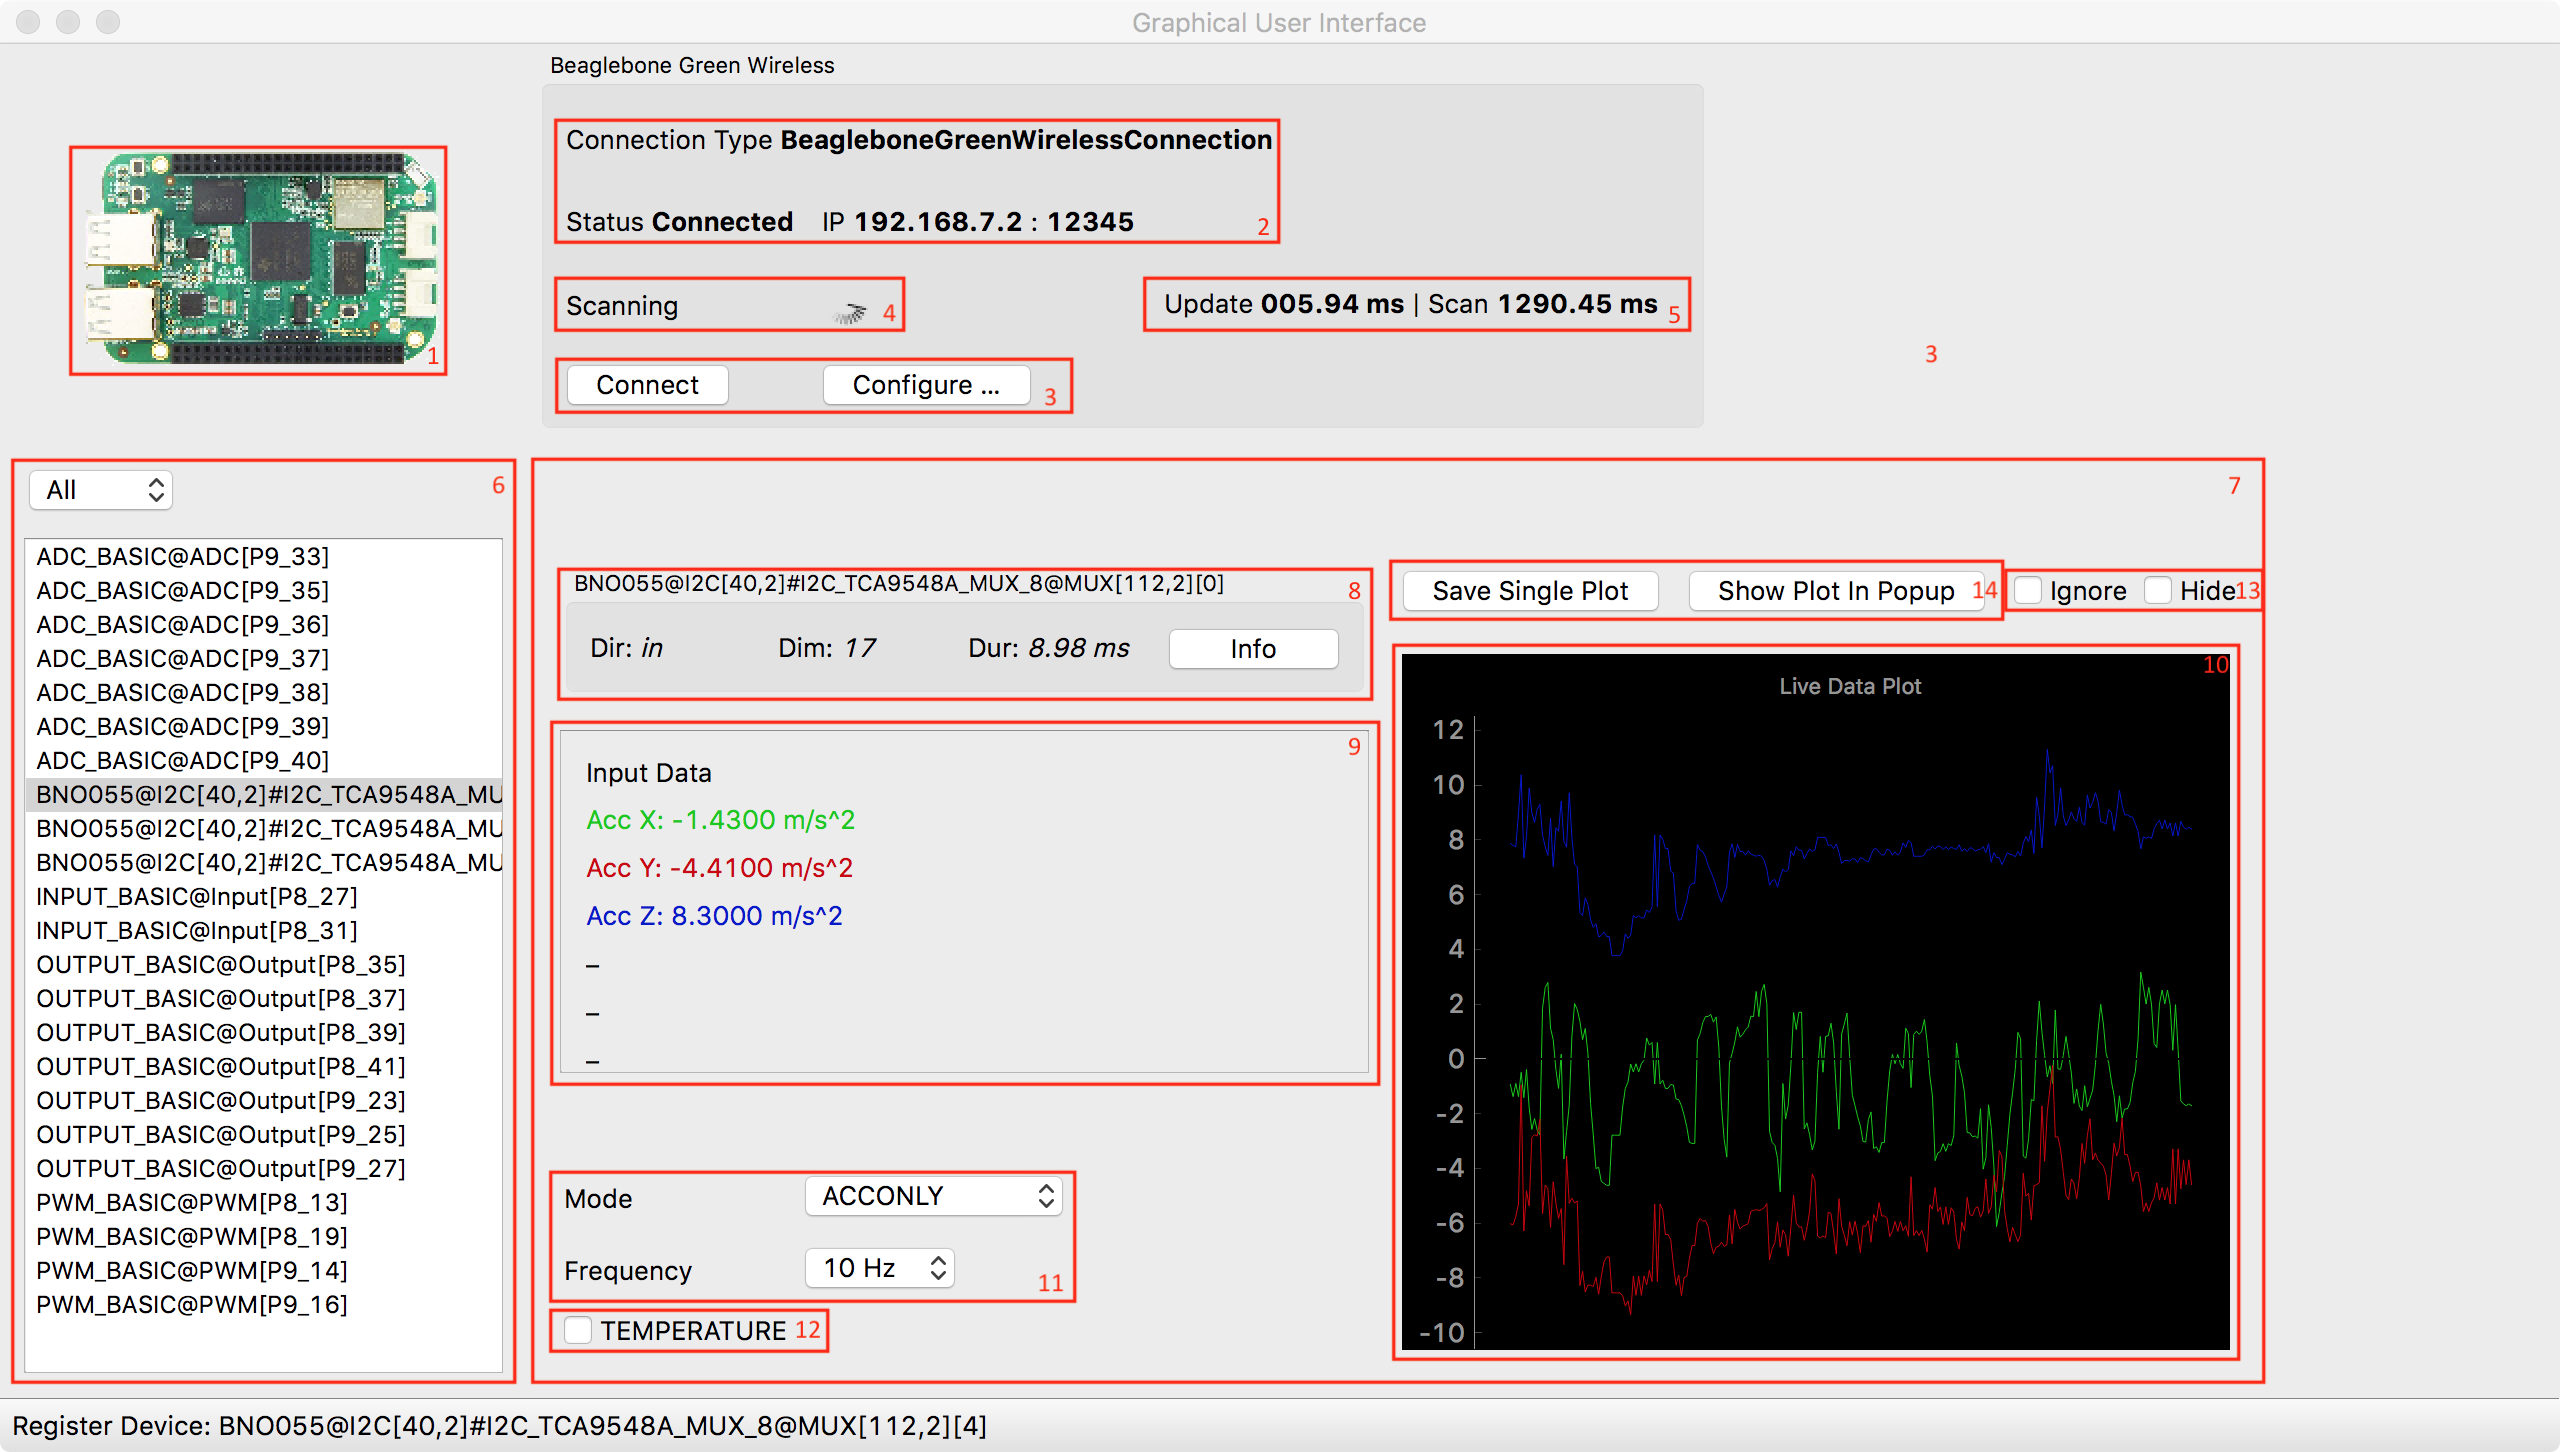 Graphical User Interface
Beaglebone Green Wireless
1
Connection Type BeagleboneGreenWirelessConnection
Status Connected IP 192.168.7.2 : 12345 2
Scanning 4
Update 005.94 ms | Scan 1290.45 ms 5
Connect Configure ... 3
3
All 6
ADC_BASIC@ADC[P9_33]
ADC_BASIC@ADC[P9_35]
ADC_BASIC@ADC[P9_36]
ADC_BASIC@ADC[P9_37]
ADC_BASIC@ADC[P9_38]
ADC_BASIC@ADC[P9_39]
ADC_BASIC@ADC[P9_40]
BNO055@I2C[40,2]#I2C_TCA9548A_MU
BNO055@I2C[40,2]#I2C_TCA9548A_MU
BNO055@I2C[40,2]#I2C_TCA9548A_MU
INPUT_BASIC@Input[P8_27]
INPUT_BASIC@Input[P8_31]
OUTPUT_BASIC@Output[P8_35]
OUTPUT_BASIC@Output[P8_37]
OUTPUT_BASIC@Output[P8_39]
OUTPUT_BASIC@Output[P8_41]
OUTPUT_BASIC@Output[P9_23]
OUTPUT_BASIC@Output[P9_25]
OUTPUT_BASIC@Output[P9_27]
PWM_BASIC@PWM[P8_13]
PWM_BASIC@PWM[P8_19]
PWM_BASIC@PWM[P9_14]
PWM_BASIC@PWM[P9_16]
7
BNO055@I2C[40,2]#I2C_TCA9548A_MUX_8@MUX[112,2][0] 8
Dir: in Dim: 17 Dur: 8.98 ms Info
Save Single Plot Show Plot In Popup 14 Ignore Hide 13
9
Input Data
Acc X: -1.4300 m/s^2
Acc Y: -4.4100 m/s^2
Acc Z: 8.3000 m/s^2
–
–
–
Mode ACCONLY
Frequency 10 Hz 11
TEMPERATURE 12
10
Live Data Plot
12
10
8
6
4
2
0
-2
-4
-6
-8
-10
Register Device: BNO055@I2C[40,2]#I2C_TCA9548A_MUX_8@MUX[112,2][4]